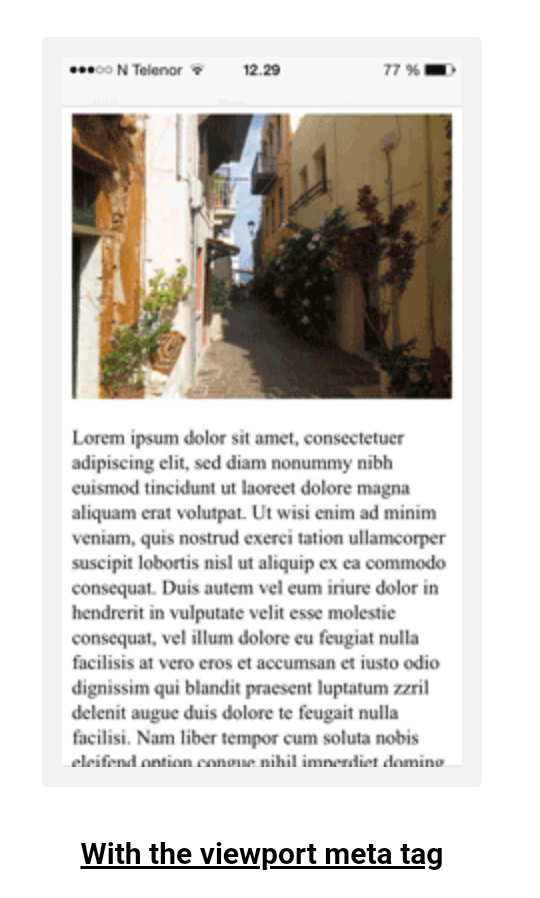 N Telenor 12.29 77 %
Lorem ipsum dolor sit amet, consectetuer
adipiscing elit, sed diam nonummy nibh
euismod tincidunt ut laoreet dolore magna
aliquam erat volutpat. Ut wisi enim ad minim
veniam, quis nostrud exerci tation ullamcorper
suscipit lobortis nisl ut aliquip ex ea commodo
consequat. Duis autem vel eum iriure dolor in
hendrerit in vulputate velit esse molestie
consequat, vel illum dolore eu feugiat nulla
facilisis at vero eros et accumsan et iusto odio
dignissim qui blandit praesent luptatum zzril
delenit augue duis dolore te feugait nulla
facilisi. Nam liber tempor cum soluta nobis
eleifend option congue nihil imperdiet doming
With the viewport meta tag